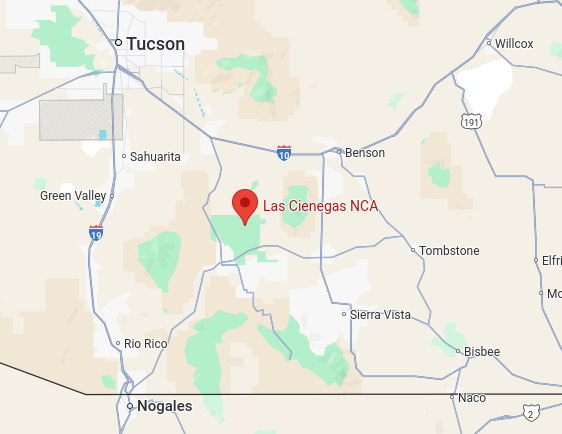 Tucson
Willcox
191
10
Benson
Sahuarita
Green Valley
Las Cienegas NCA
19
Tombstone
Elfri
Mc
Sierra Vista
Rio Rico
Bisbee
Naco
Nogales
2